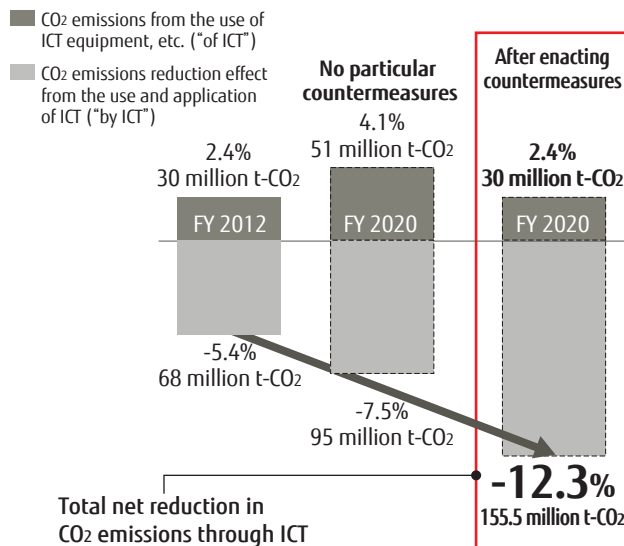 CO2 emissions from the use of
ICT equipment, etc. (“of ICT”)
CO2 emissions reduction effect
from the use and application
of ICT (“by ICT”)
No particular
countermeasures
After enacting
countermeasures
2.4%
30 million t-CO2
4.1%
51 million t-CO2
2.4%
30 million t-CO2
FY 2012
FY 2020
FY 2020
-5.4%
68 million t-CO2
-7.5%
95 million t-CO2
-12.3%
155.5 million t-CO2
Total net reduction in
CO2 emissions through ICT